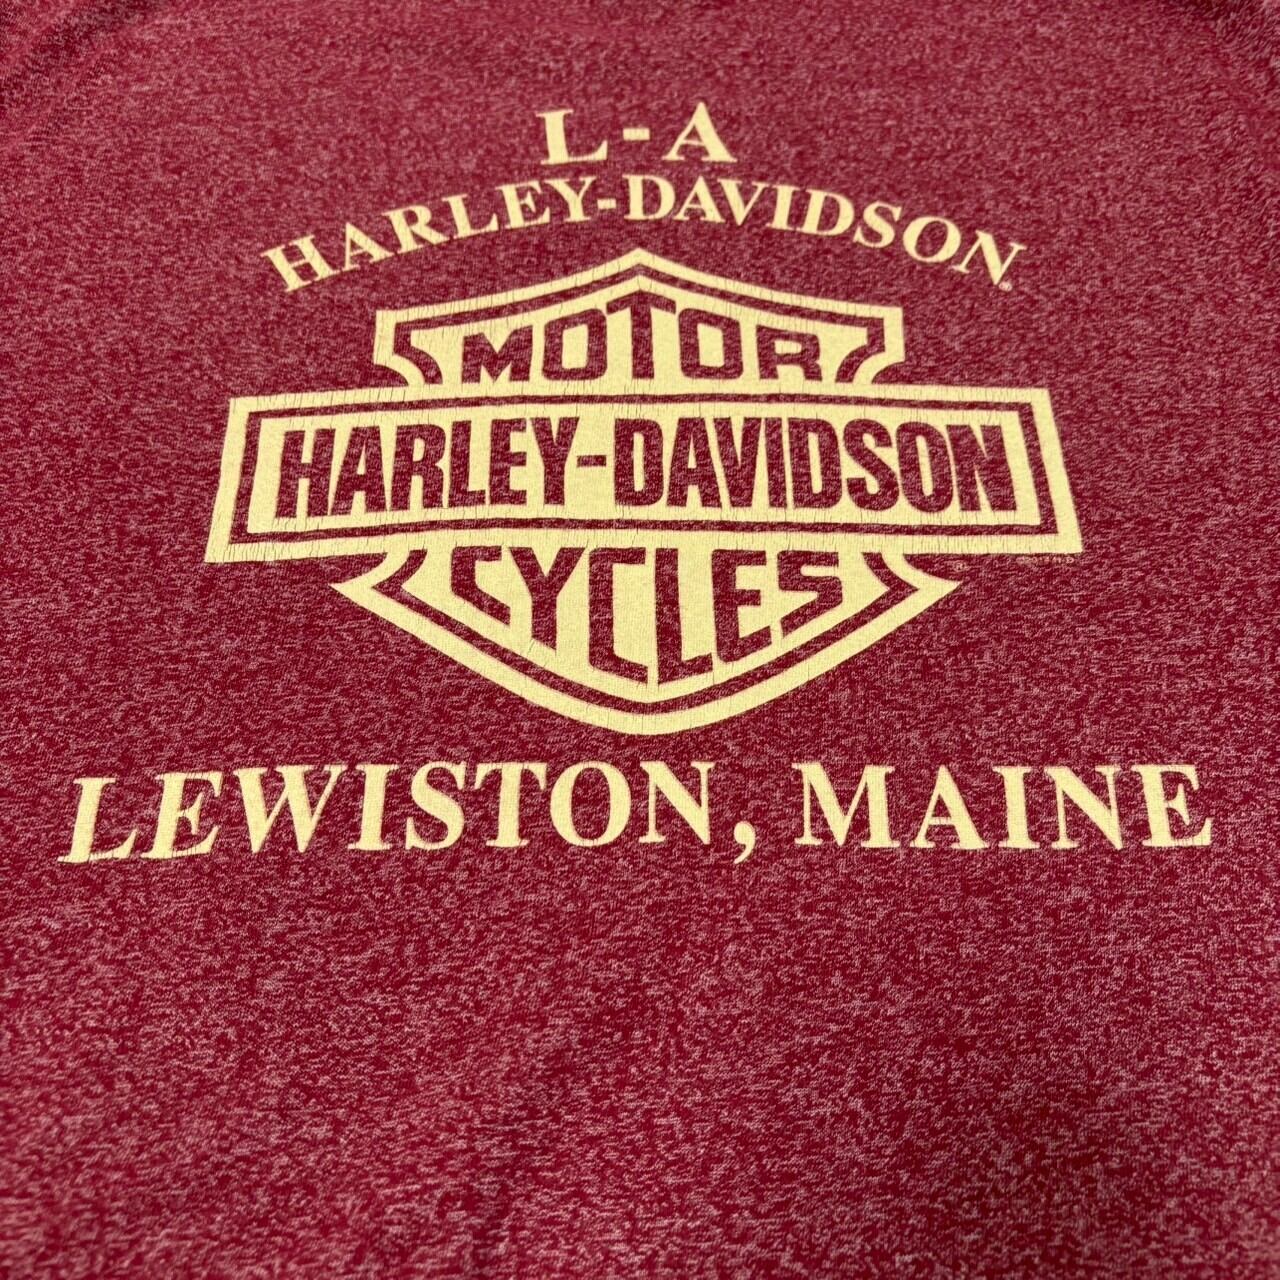 L-A
HARLEY-DAVIDSON®
MOTOR
HARLEY-DAVIDSON
CYCLES
®
LEWISTON, MAINE